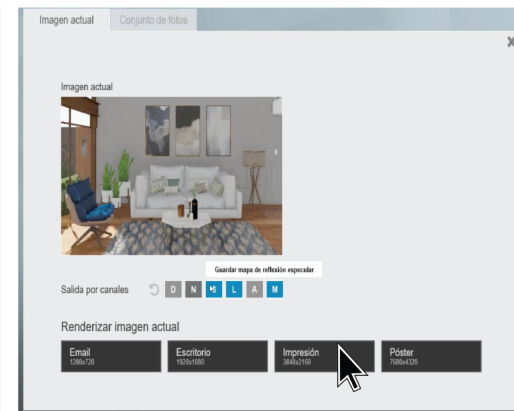 Imagen actual Conjunto de fotos
Imagen actual
Guardar mapa de reflexión especular
Salida por canales D N S L A M
Renderizar imagen actual
Email Escritorio Impresión Póster
1280x720 1920x1080 3840x2160 7680x4320